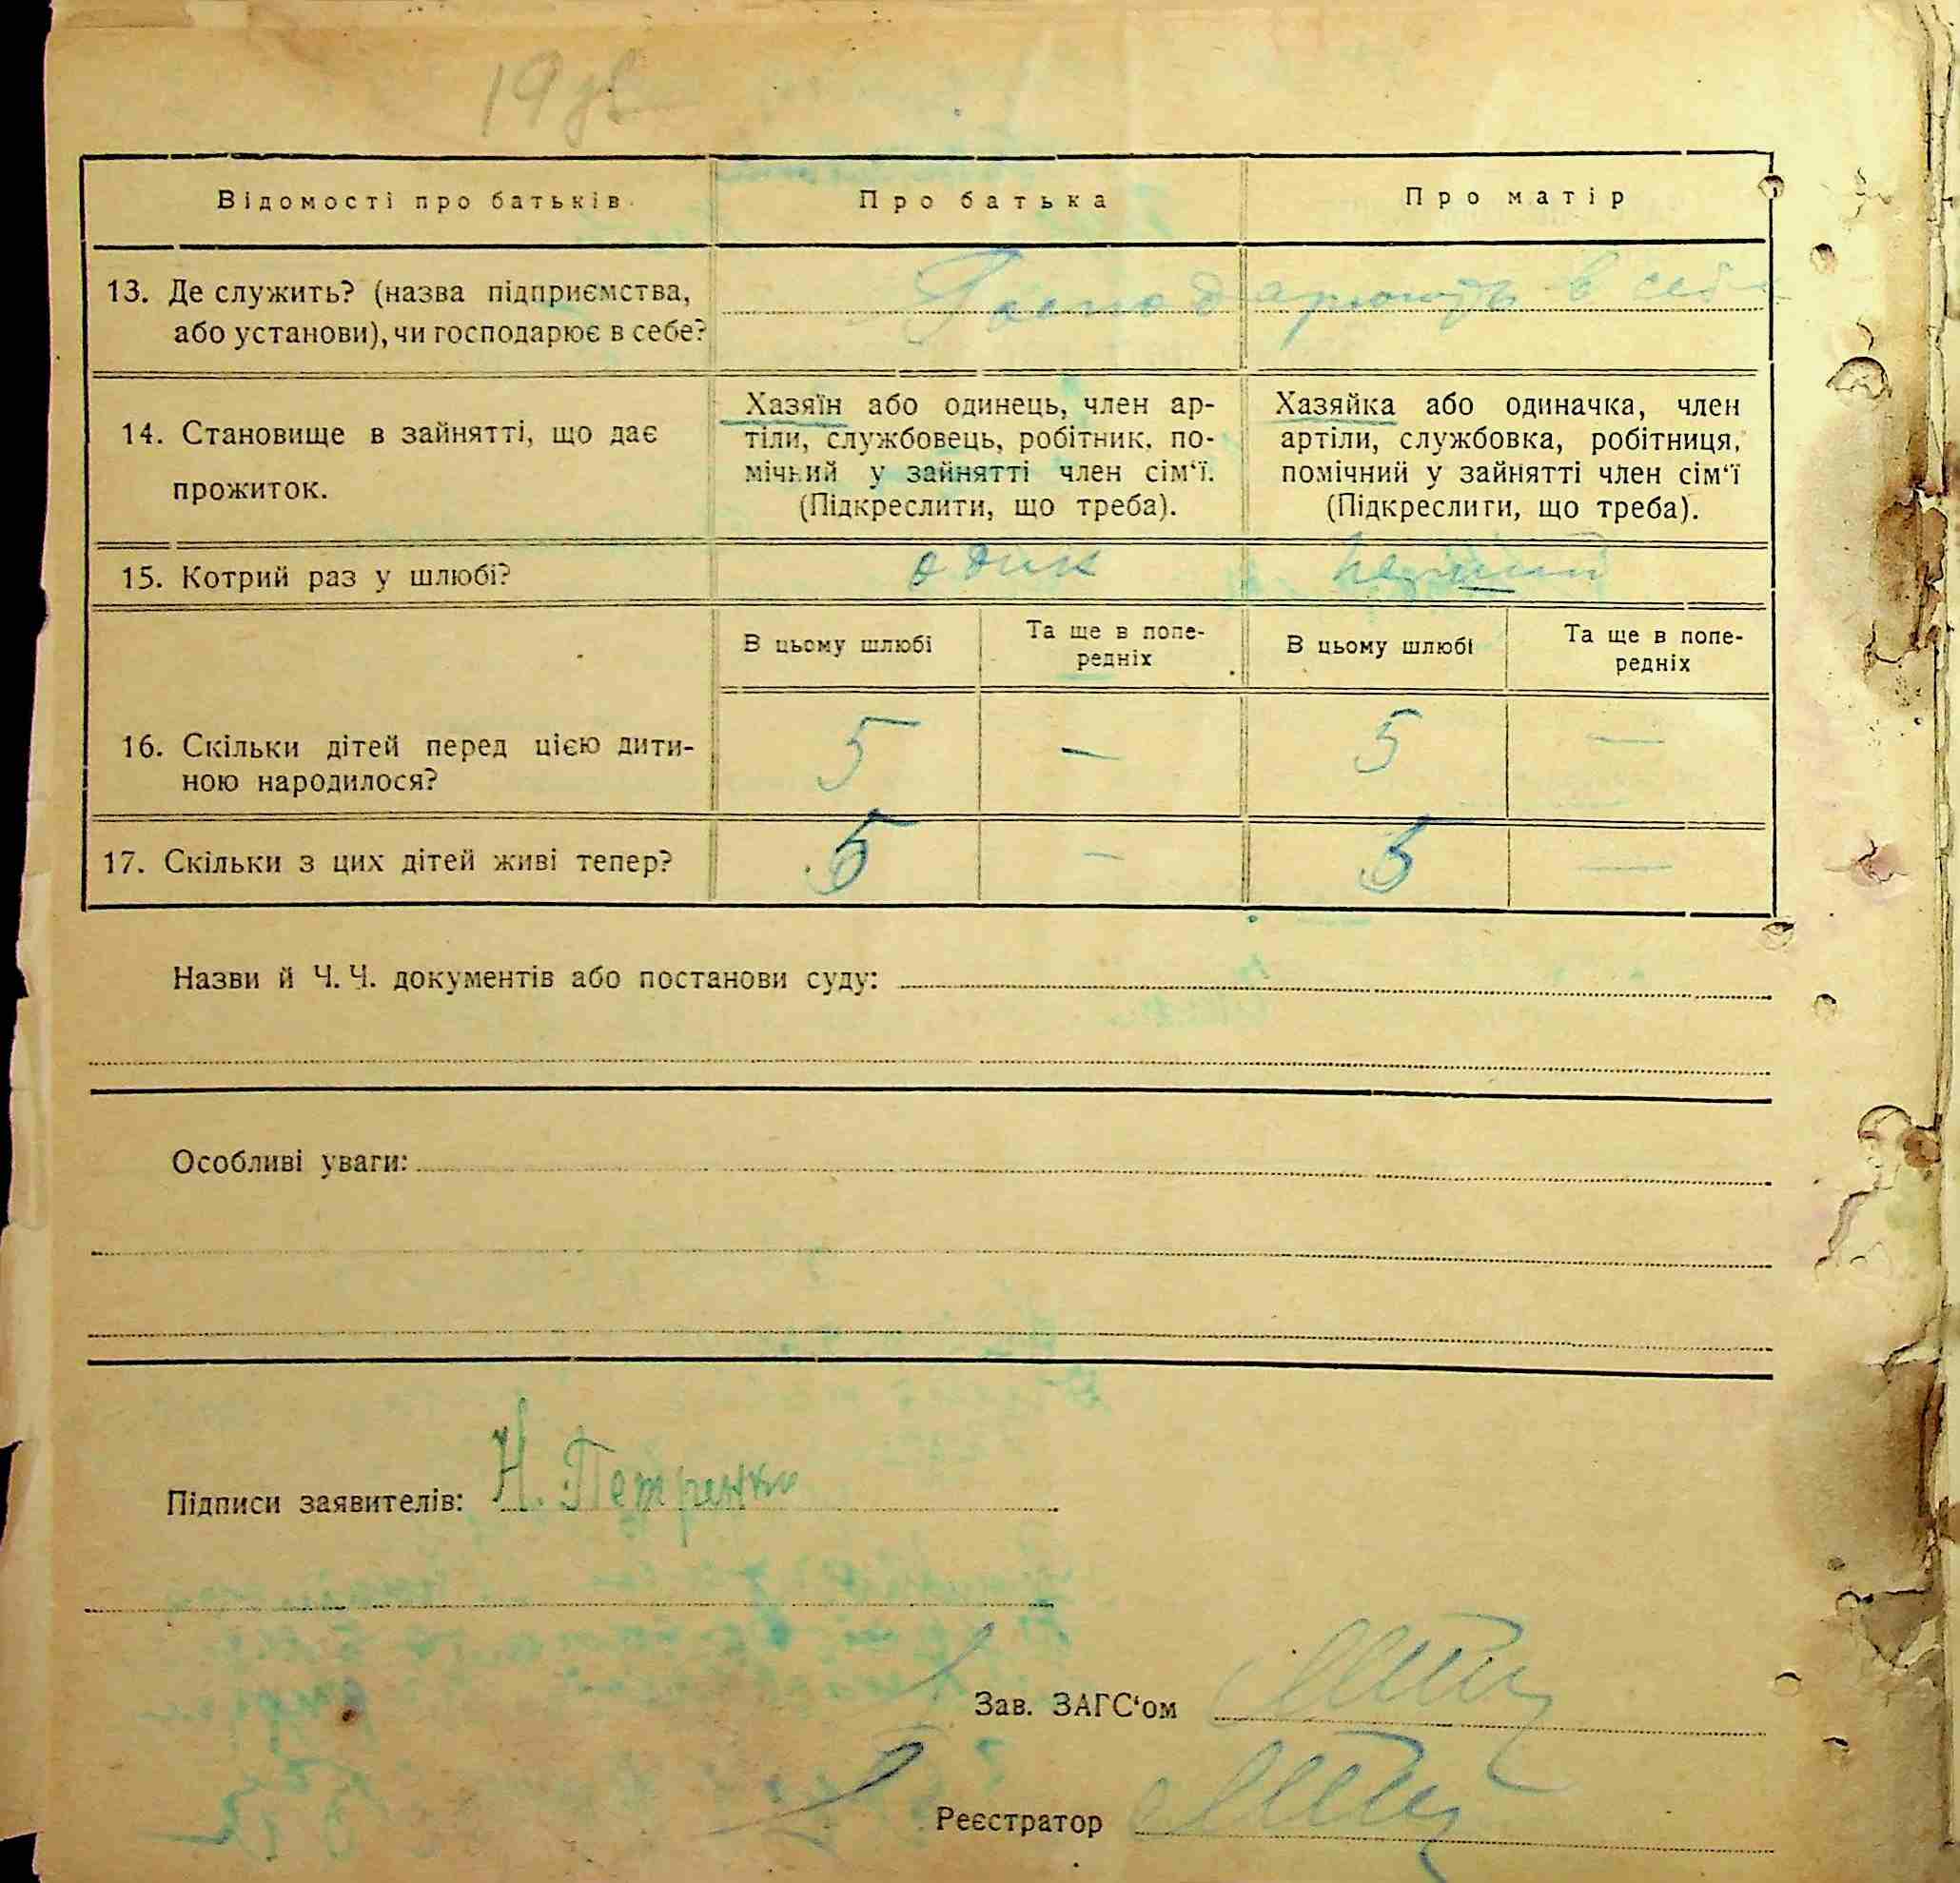 19 зв
Відомості про батьків
Про батька
Про матір
13. Де служить? (назва підприємства,
або установи), чи господарює в себе?
Господарюють в себе
14. Становище в зайнятті, що дає
прожиток.
Хазяїн або одинець, член ар-
тіли, службовець, робітник, по-
мічний у зайнятті член сім‘ї.
(Підкреслити, що треба).
Хазяйка або одиначка, член
артіли, службовка, робітниця,
помічний у зайнятті член сім‘ї
(Підкреслити, що треба).
15. Котрий раз у шлюбі?
один
перший
В цьому шлюбі
Та ще в попе-
редніх
В цьому шлюбі
Та ще в попе-
редніх
16. Скільки дітей перед цією дити-
ною народилося?
5 — 5 —
17. Скільки з цих дітей живі тепер?
5 — 5 —
Назви й Ч. Ч. документів або постанови суду:
Особливі уваги:
Підписи заявителів: Н. Петренко
Зав. ЗАГС‘ом
Реєстратор